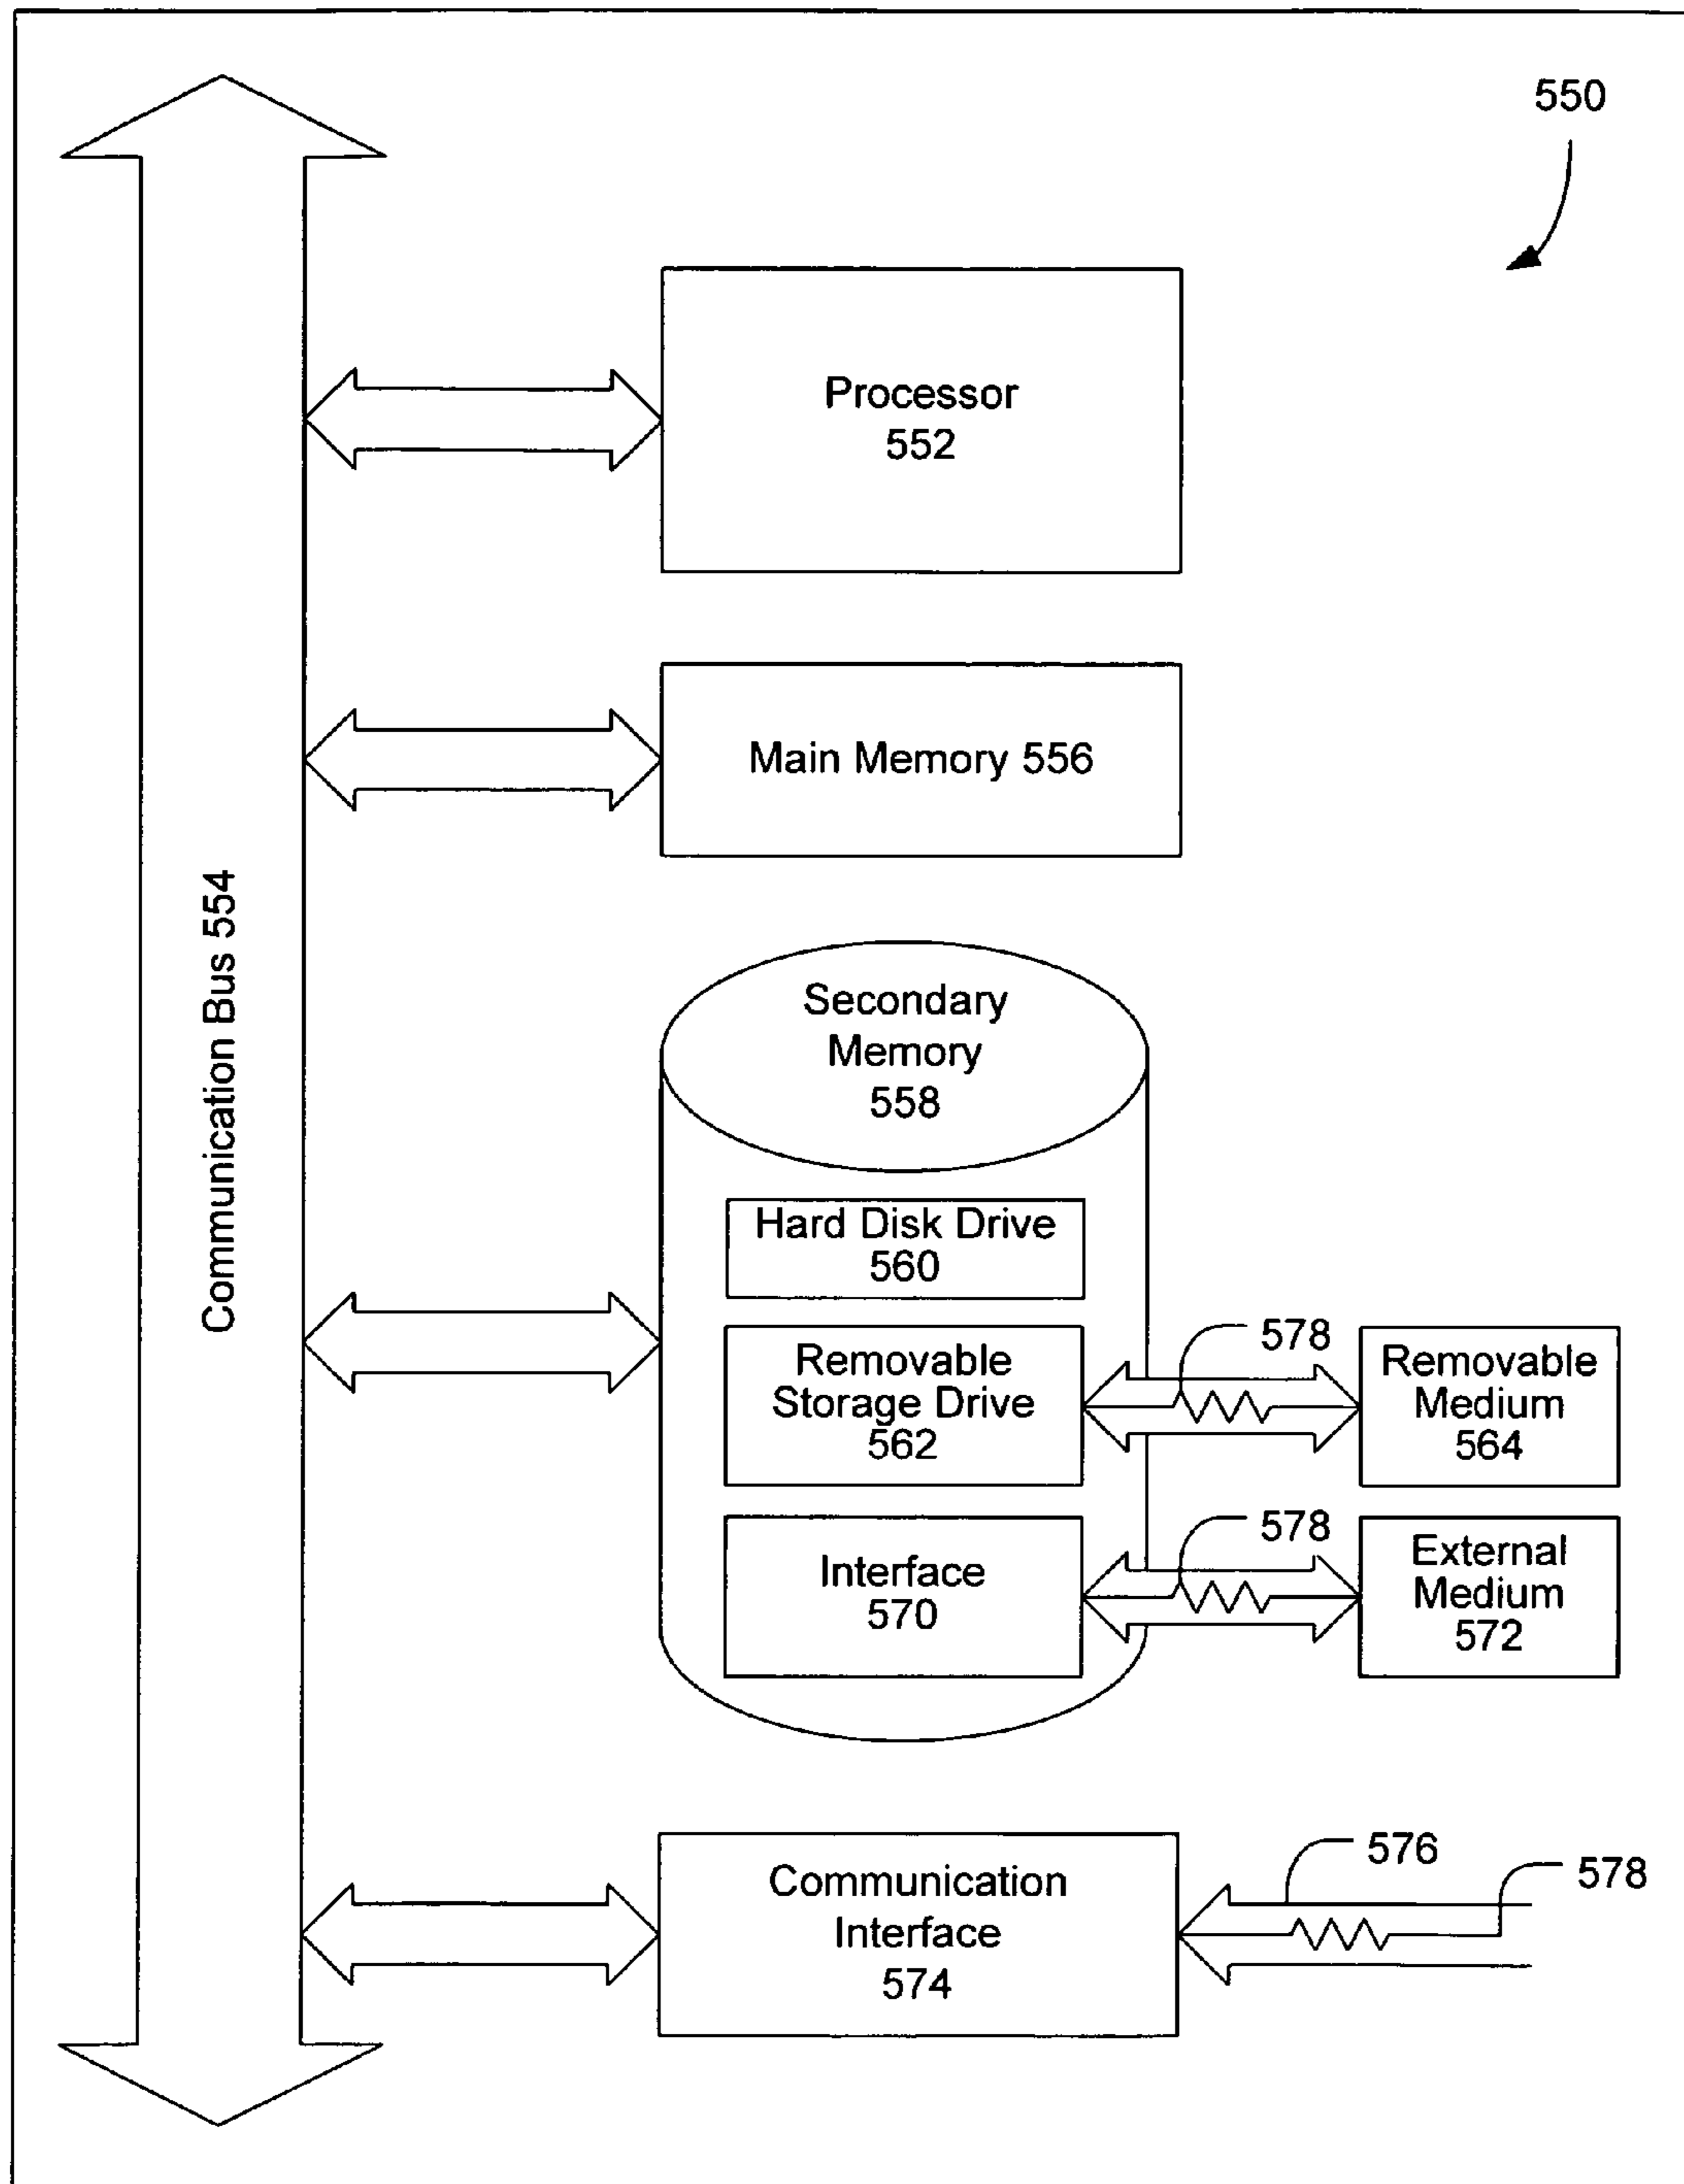 550
Processor
552
Main Memory 556
Communication Bus 554
Secondary
Memory
558
Hard Disk Drive
560
Removable
Storage Drive
562
578
Removable
Medium
564
Interface
570
578
External
Medium
572
Communication
Interface
574
576
578